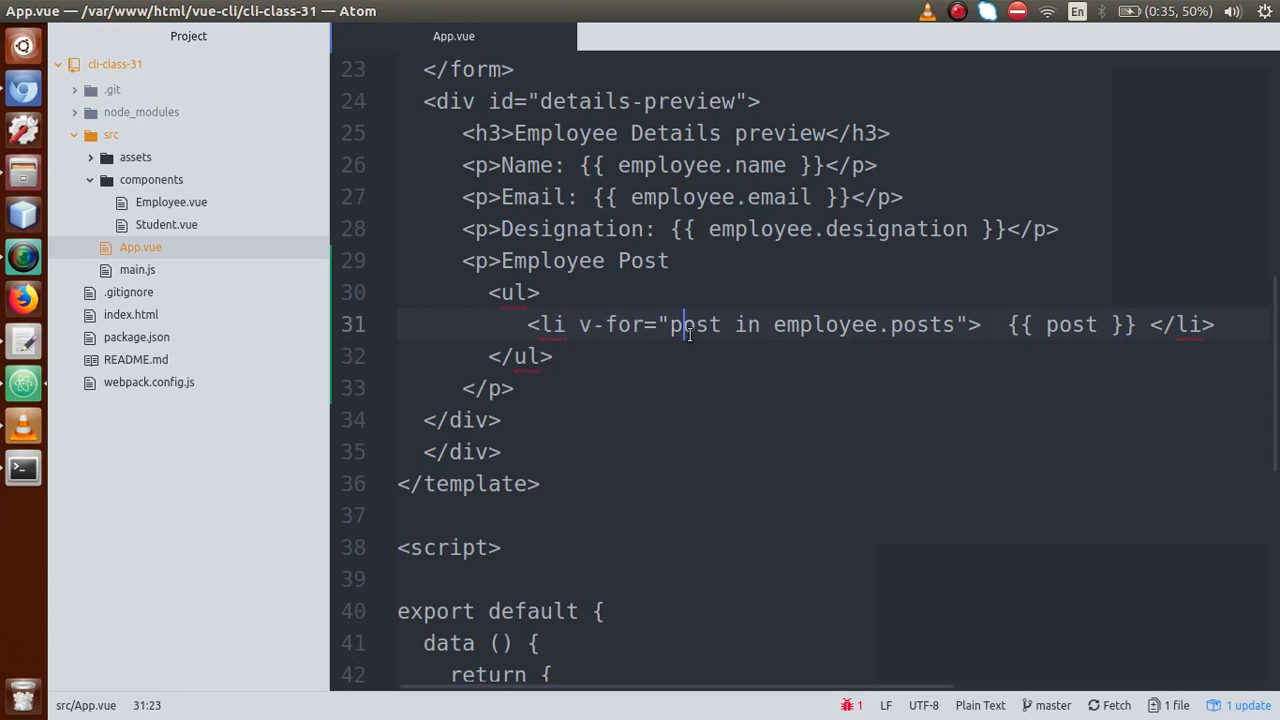 App.vue — /var/www/html/vue-cli/cli-class-31 — Atom
En
(0:35, 50%)
Project
App.vue
cli-class-31
.git
node_modules
src
assets
components
Employee.vue
Student.vue
App.vue
main.js
.gitignore
index.html
package.json
README.md
webpack.config.js
23 </form>
24 <div id="details-preview">
25 <h3>Employee Details preview</h3>
26 <p>Name: {{ employee.name }}</p>
27 <p>Email: {{ employee.email }}</p>
28 <p>Designation: {{ employee.designation }}</p>
29 <p>Employee Post
30 <ul>
31 <li v-for="post in employee.posts">  {{ post }} </li>
32 </ul>
33 </p>
34 </div>
35 </div>
36 </template>
37
38 <script>
39
40 export default {
41 data () {
42 return {
src/App.vue 31:23 1 LF UTF-8 Plain Text master Fetch 1 file 1 update